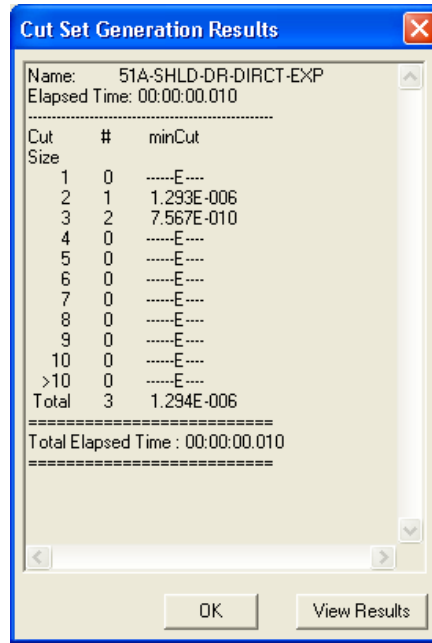 Cut Set Generation Results
Name: 51A-SHLD-DR-DIRCT-EXP
Elapsed Time: 00:00:00.010
------------------------------------------------
Cut # minCut
Size
1 0 ------E----
2 1 1.293E-006
3 2 7.567E-010
4 0 ------E----
5 0 ------E----
6 0 ------E----
7 0 ------E----
8 0 ------E----
9 0 ------E----
10 0 ------E----
>10 0 ------E----
Total 3 1.294E-006
===========================
Total Elapsed Time : 00:00:00.010
===========================
OK
View Results